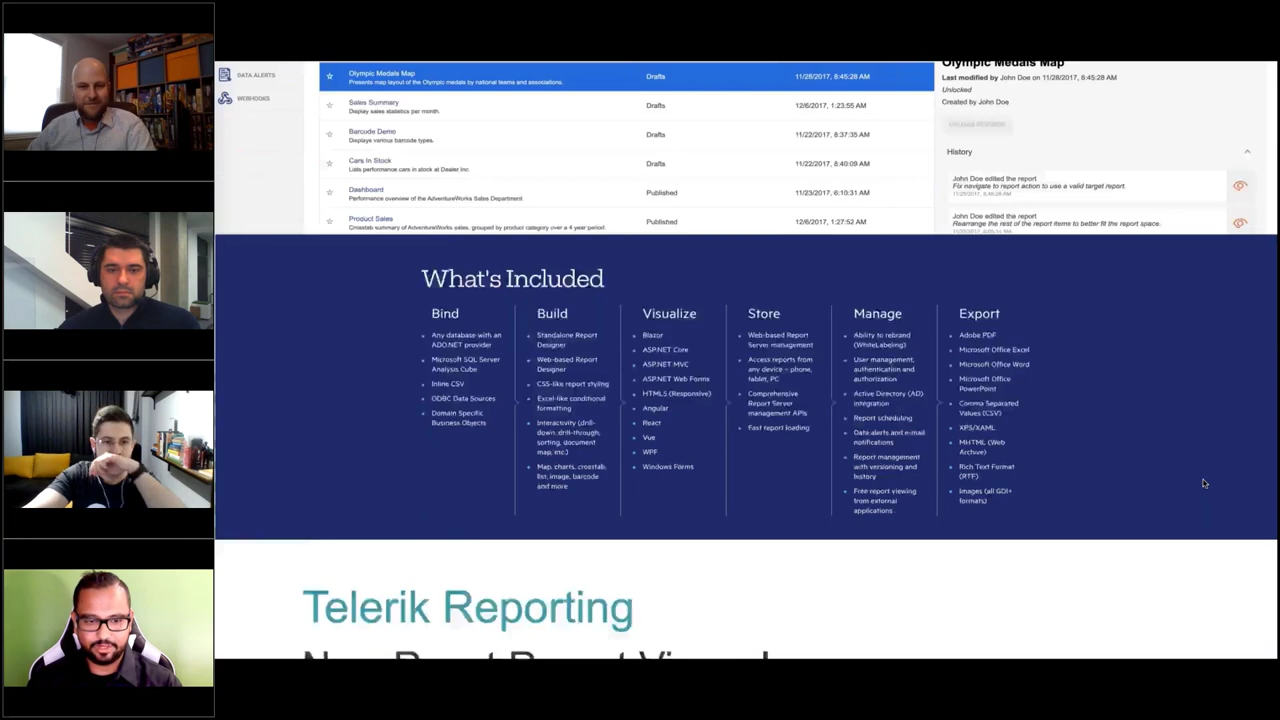 DATA ALERTS
WEBHOOKS
Olympic Medals Map
Presents map layout of the Olympic medals by national teams and associations.
Drafts
11/28/2017, 8:45:28 AM
Sales Summary
Display sales statistics per month.
Drafts
12/6/2017, 1:23:55 AM
Barcode Demo
Displays various barcode types.
Drafts
11/22/2017, 8:37:35 AM
Cars In Stock
Lists performance cars in stock at Dealer Inc.
Drafts
11/22/2017, 8:40:09 AM
Dashboard
Performance overview of the AdventureWorks Sales Department
Published
11/23/2017, 6:10:31 AM
Product Sales
Crosstab summary of AdventureWorks sales, grouped by product category over a 4 year period.
Published
12/6/2017, 1:27:52 AM
Olympic Medals Map
Last modified by John Doe on 11/28/2017, 8:45:28 AM
Unlocked
Created by John Doe
History
John Doe edited the report
Fix navigate to report action to use a valid target report
John Doe edited the report
Rearrange the rest of the report items to better fit the report space.
What's Included
Bind
Any database with an
ADO.NET provider
Microsoft SQL Server
Analysis Cube
Inline CSV
ODBC Data Sources
Domain Specific
Business Objects
Build
Standalone Report
Designer
Web-based Report
Designer
CSS-like report styling
Excel-like conditional
formatting
Interactivity (drill-
down, drill-through,
sorting, document
map, etc.)
Map, charts, crosstab,
list, image, barcode
and more
Visualize
Blazor
ASP.NET Core
ASP.NET MVC
ASP.NET Web Forms
HTML5 (Responsive)
Angular
React
Vue
WPF
Windows Forms
Store
Web-based Report
Server management
Access reports from
any device – phone,
tablet, PC
Comprehensive
Report Server
management APIs
Fast report loading
Manage
Ability to rebrand
(WhiteLabeling)
User management,
authentication and
authorization
Active Directory (AD)
integration
Report scheduling
Data alerts and e-mail
notifications
Report management
with versioning and
history
Free report viewing
from external
applications
Export
Adobe PDF
Microsoft Office Excel
Microsoft Office Word
Microsoft Office
PowerPoint
Comma Separated
Values (CSV)
XPS/XAML
MHTML (Web
Archive)
Rich Text Format
(RTF)
Images (all GDI+
formats)
Telerik Reporting